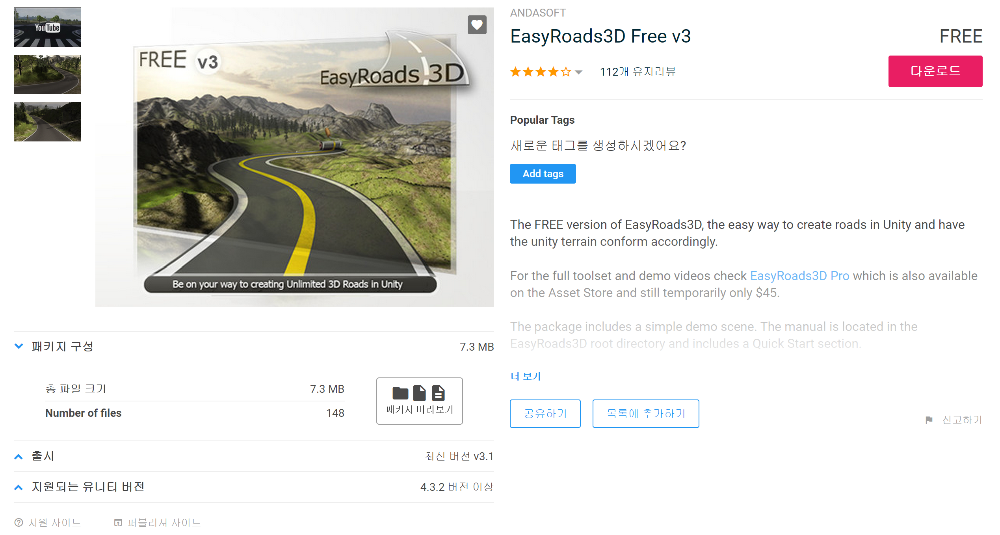 YouTube
FREE v3
EasyRoads 3D
Be on your way to creating Unlimited 3D Roads in Unity
패키지 구성
7.3 MB
총 파일 크기
7.3 MB
Number of files
148
패키지 미리보기
출시
최신 버전 v3.1
지원되는 유니티 버전
4.3.2 버전 이상
지원 사이트
퍼블리셔 사이트
ANDASOFT
EasyRoads3D Free v3
FREE
112개 유저리뷰
다운로드
Popular Tags
새로운 태그를 생성하시겠어요?
Add tags
The FREE version of EasyRoads3D, the easy way to create roads in Unity and have
the unity terrain conform accordingly.
For the full toolset and demo videos check EasyRoads3D Pro which is also available
on the Asset Store and still temporarily only $45.
The package includes a simple demo scene. The manual is located in the
EasyRoads3D root directory and includes a Quick Start section.
더 보기
공유하기
목록에 추가하기
신고하기